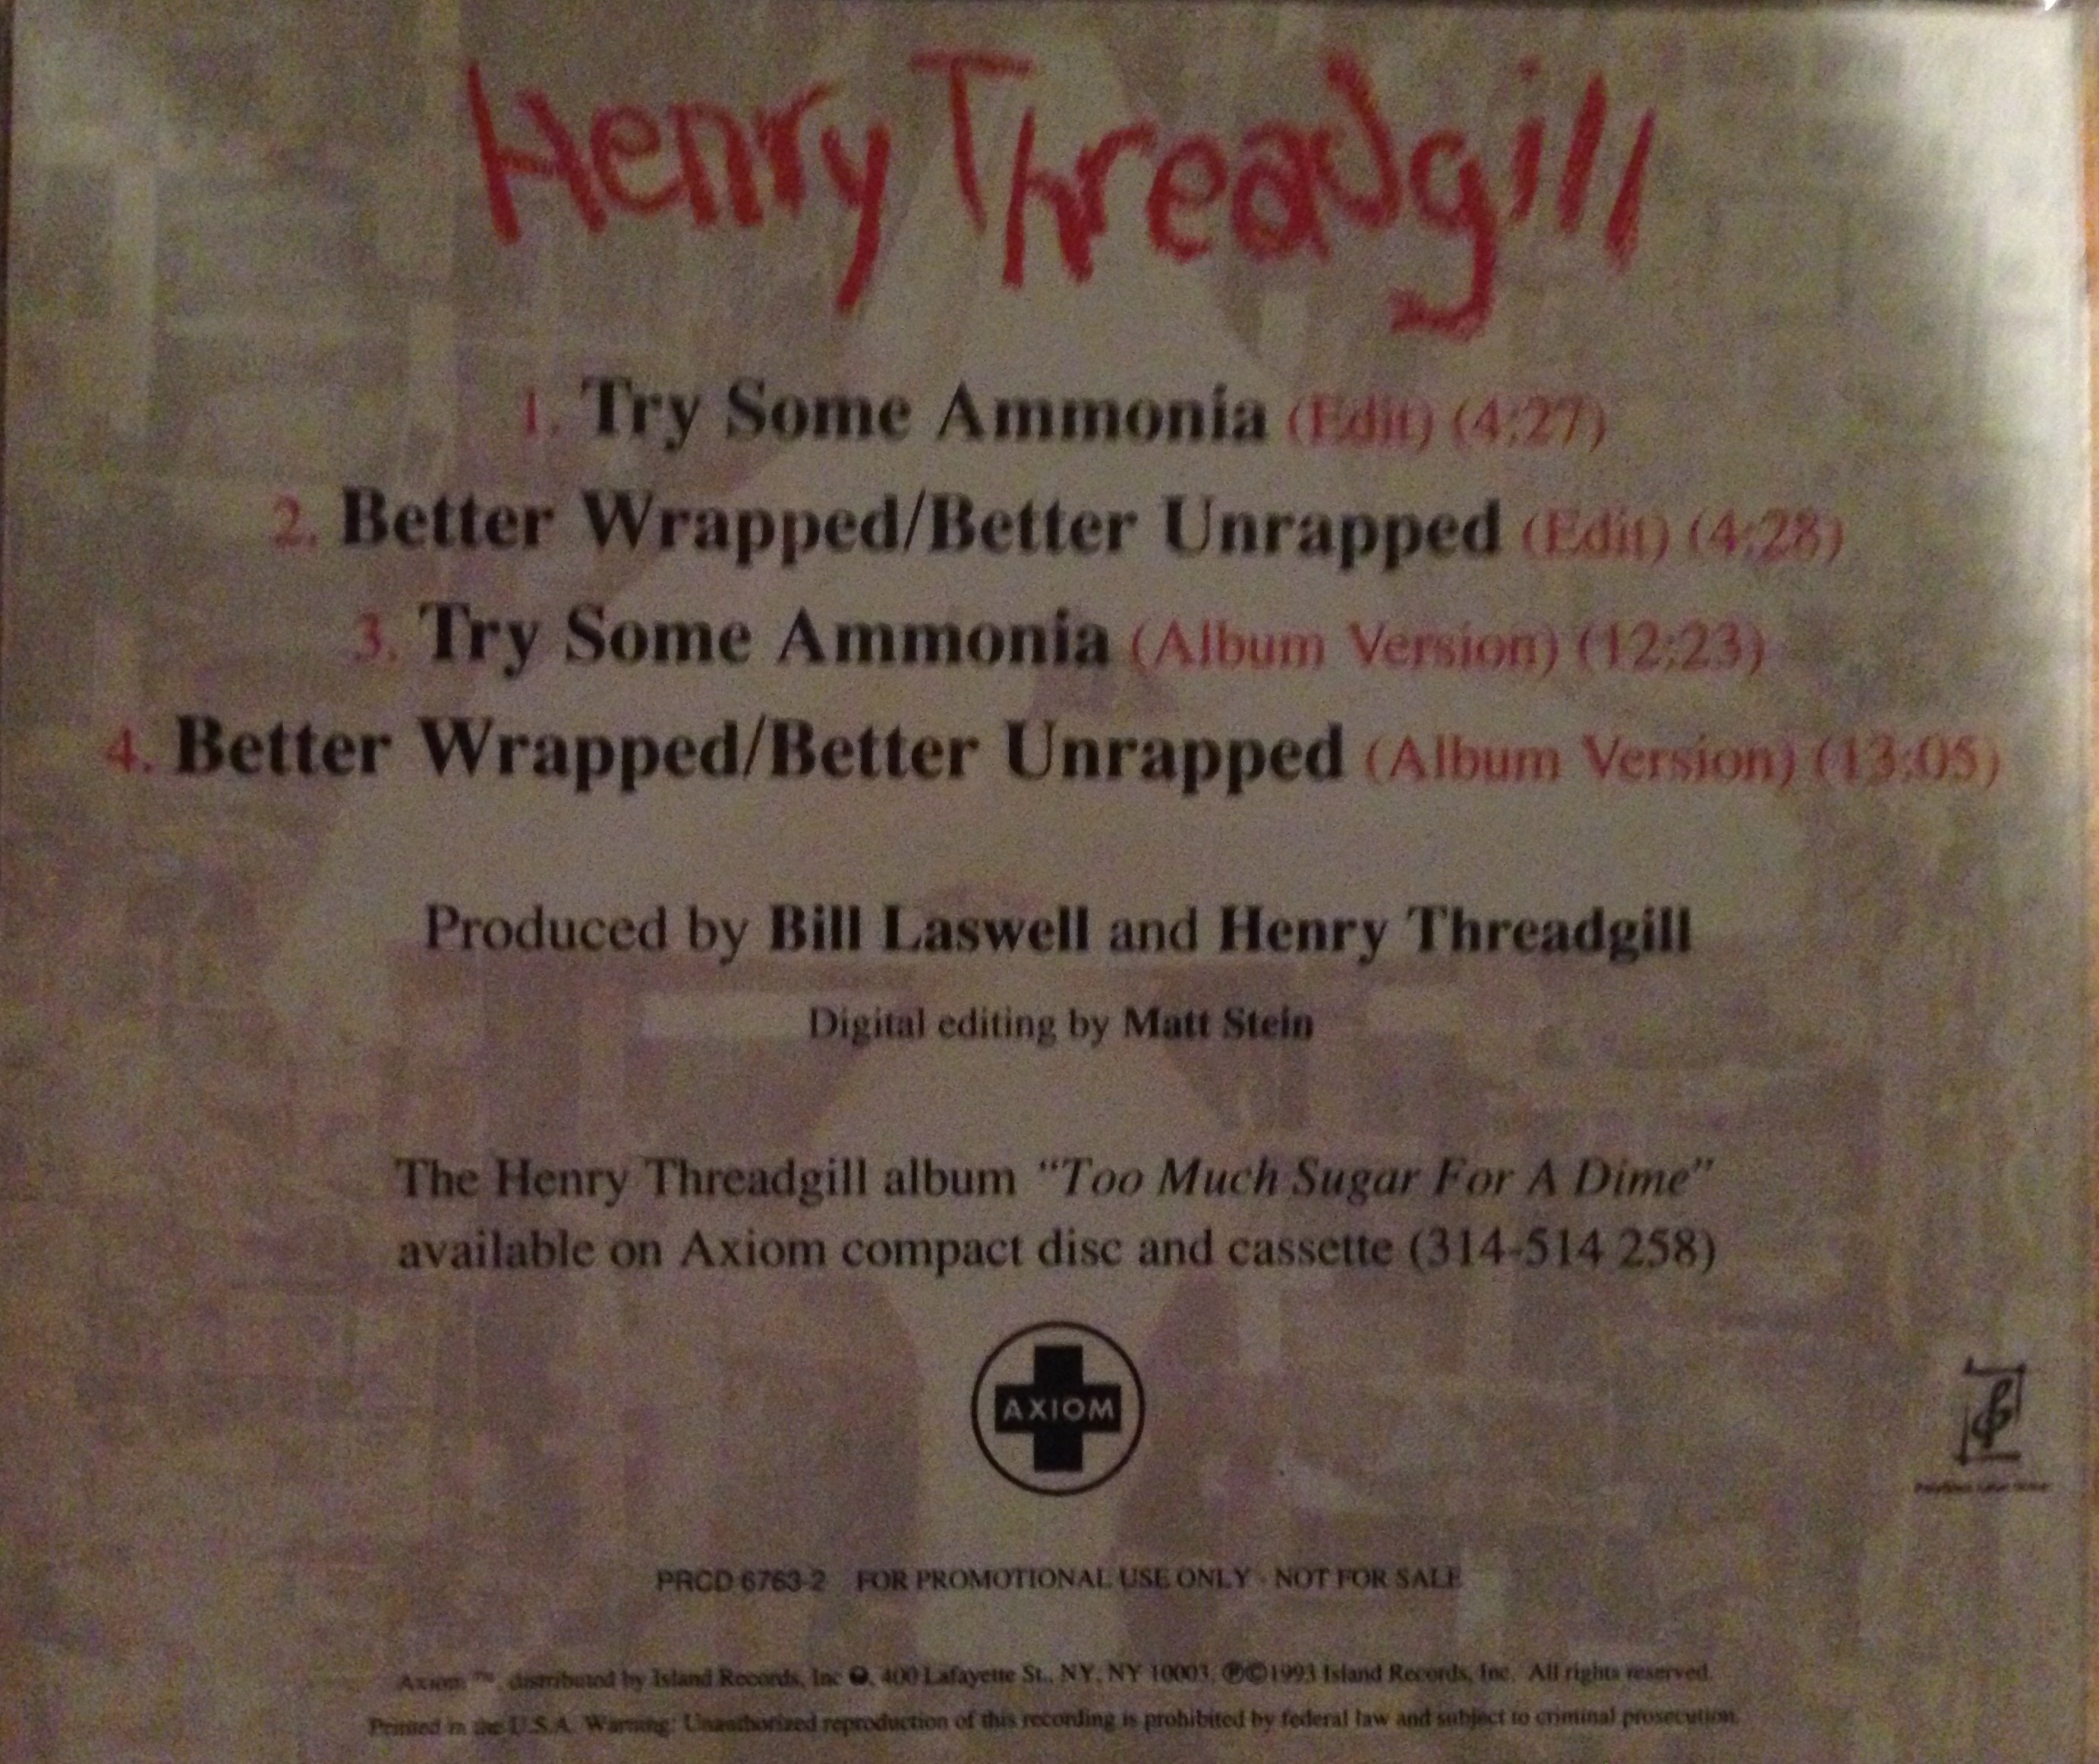 Henry Threadgill
1. Try Some Ammonia (Edit) (4:27)
2. Better Wrapped/Better Unrapped (Edit) (4:28)
3. Try Some Ammonia (Album Version) (12:23)
4. Better Wrapped/Better Unrapped (Album Version) (13:05)
Produced by Bill Laswell and Henry Threadgill
Digital editing by Matt Stein
The Henry Threadgill album “Too Much Sugar For A Dime”
available on Axiom compact disc and cassette (314-514 258)
AXIOM
PRCD 6763-2 FOR PROMOTIONAL USE ONLY - NOT FOR SALE
Axiom ™, distributed by Island Records, Inc, 400 Lafayette St., NY, NY 10003. ℗©1993 Island Records, Inc. All rights reserved.
Printed in the U.S.A. Warning: Unauthorized reproduction of this recording is prohibited by federal law and subject to criminal prosecution.